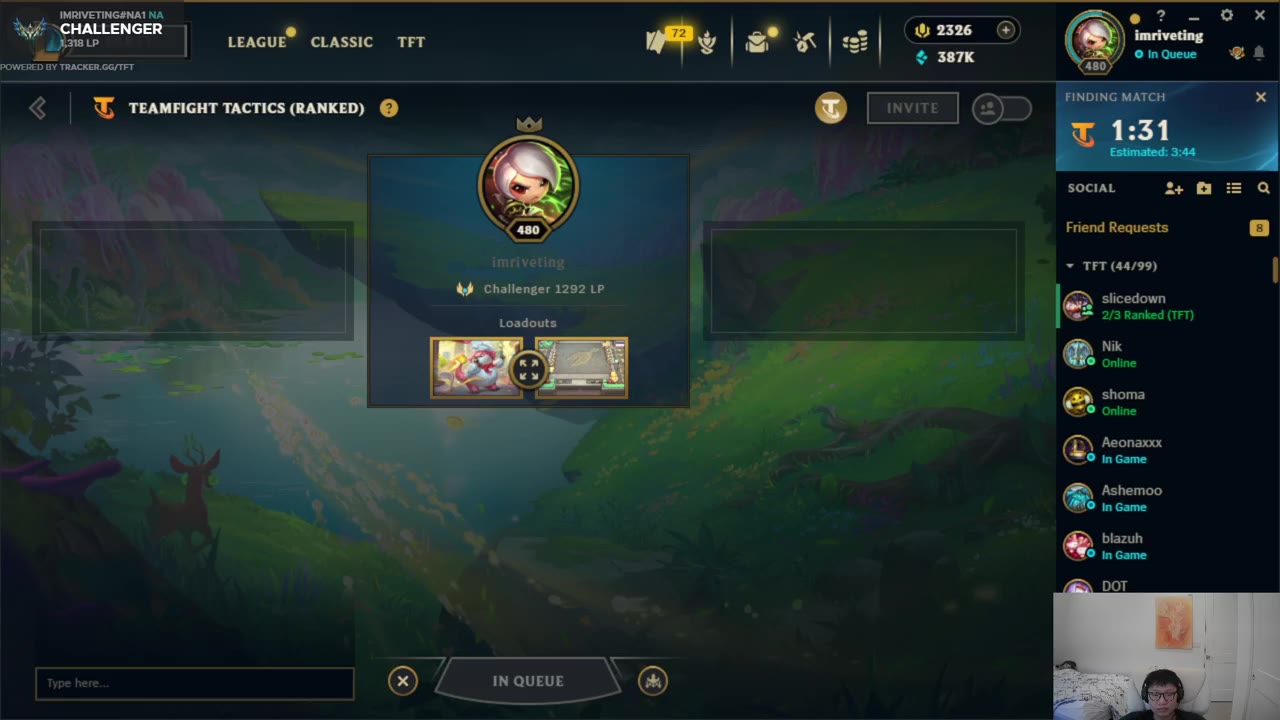 IMRIVETING#NA1 NA
CHALLENGER
1,318 LP
POWERED BY TRACKER.GG/TFT
LEAGUE
CLASSIC
TFT
72
2326
387K
imriveting
In Queue
480
TEAMFIGHT TACTICS (RANKED)
?
INVITE
FINDING MATCH
1:31
Estimated: 3:44
SOCIAL
Friend Requests
8
TFT (44/99)
slicedown
2/3 Ranked (TFT)
Nik
Online
shoma
Online
Aeonaxxx
In Game
Ashemoo
In Game
blazuh
In Game
DOT
480
imriveting
Challenger 1292 LP
Loadouts
Type here...
IN QUEUE